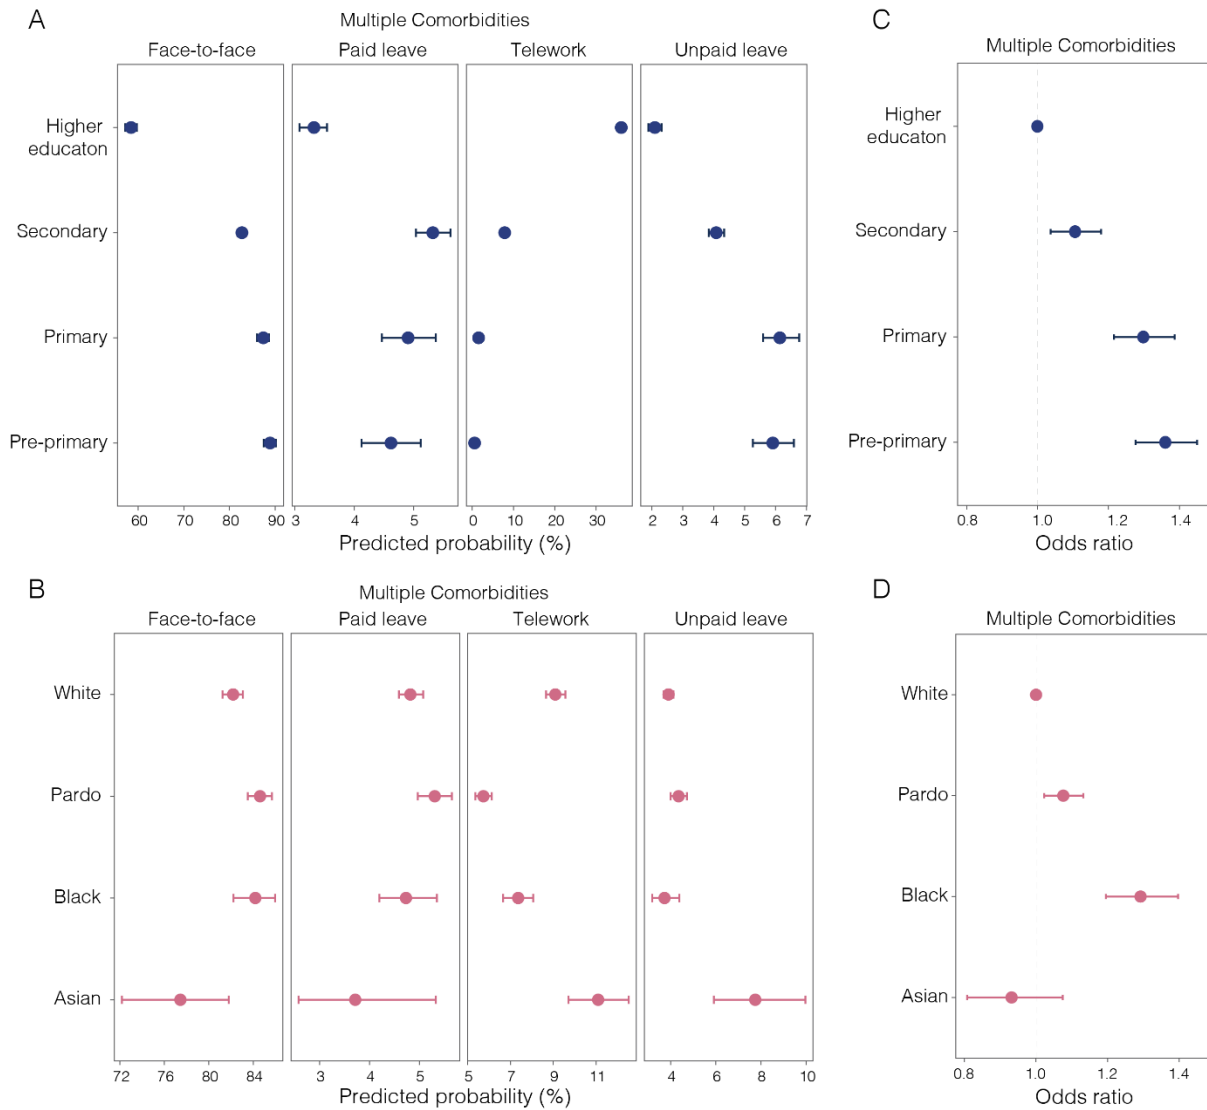 A
Multiple Comorbidities
Face-to-face Paid leave Telework Unpaid leave
Higher
educaton
Secondary
Primary
Pre-primary
60 70 80 90 3 4 5 0 10 20 30 2 4 6 7
Predicted probability (%)
C
Multiple Comorbidities
Higher
education
Secondary
Primary
Pre-primary
0.8 1.0 1.2 1.4
Odds ratio
B
Multiple Comorbidities
Face-to-face Paid leave Telework Unpaid leave
White
Pardo
Black
Asian
72 76 80 84 3 4 5 5 7 9 11 4 6 8 10
Predicted probability (%)
D
Multiple Comorbidities
White
Pardo
Black
Asian
0.8 1.0 1.2 1.4
Odds ratio